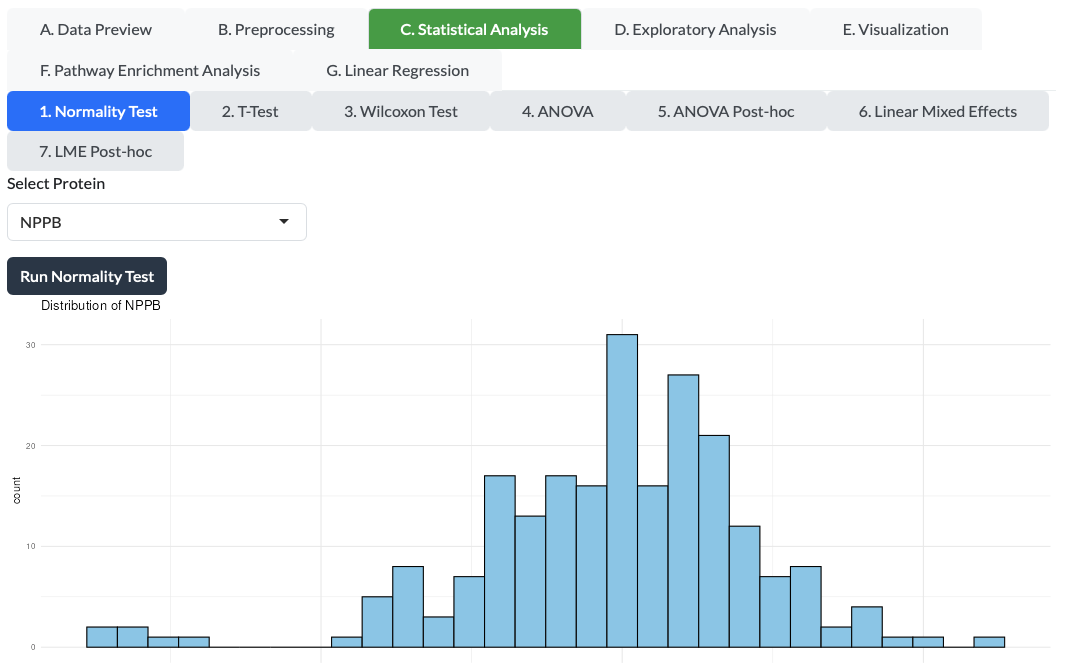 A. Data Preview B. Preprocessing C. Statistical Analysis D. Exploratory Analysis E. Visualization
F. Pathway Enrichment Analysis G. Linear Regression
1. Normality Test 2. T-Test 3. Wilcoxon Test 4. ANOVA 5. ANOVA Post-hoc 6. Linear Mixed Effects
7. LME Post-hoc
Select Protein
NPPB
Run Normality Test
Distribution of NPPB
30
20
count
10
0